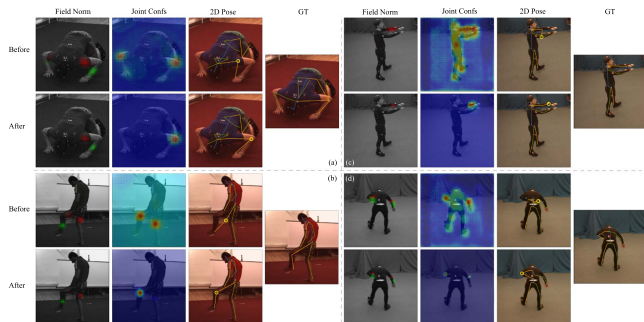 Field Norm Joint Confs 2D Pose GT Field Norm Joint Confs 2D Pose GT
Before
After
(a) (c)
(b) (d)
Before
After